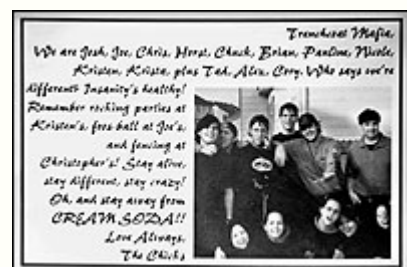 Trenchcoat Mafia,
We are Josh, Joe, Chris, Horst, Chuck, Brian, Pauline, Nicole,
Kristen, Krista, plus Tad, Alex, Cory. Who says we're
different? Insanity's healthy!
Remember rocking parties at
Kristen's, foos-ball at Joe's,
and fencing at
Christopher's! Stay alive,
stay different, stay crazy!
Oh, and stay away from
CREAM SODA!!
Love Always,
The Chicks